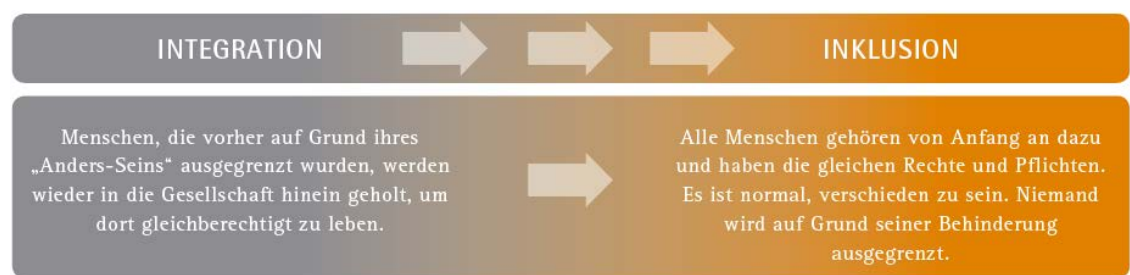 INTEGRATION
INKLUSION
Menschen, die vorher auf Grund ihres
„Anders-Seins“ ausgegrenzt wurden, werden
wieder in die Gesellschaft hinein geholt, um
dort gleichberechtigt zu leben.
Alle Menschen gehören von Anfang an dazu
und haben die gleichen Rechte und Pflichten.
Es ist normal, verschieden zu sein. Niemand
wird auf Grund seiner Behinderung
ausgegrenzt.